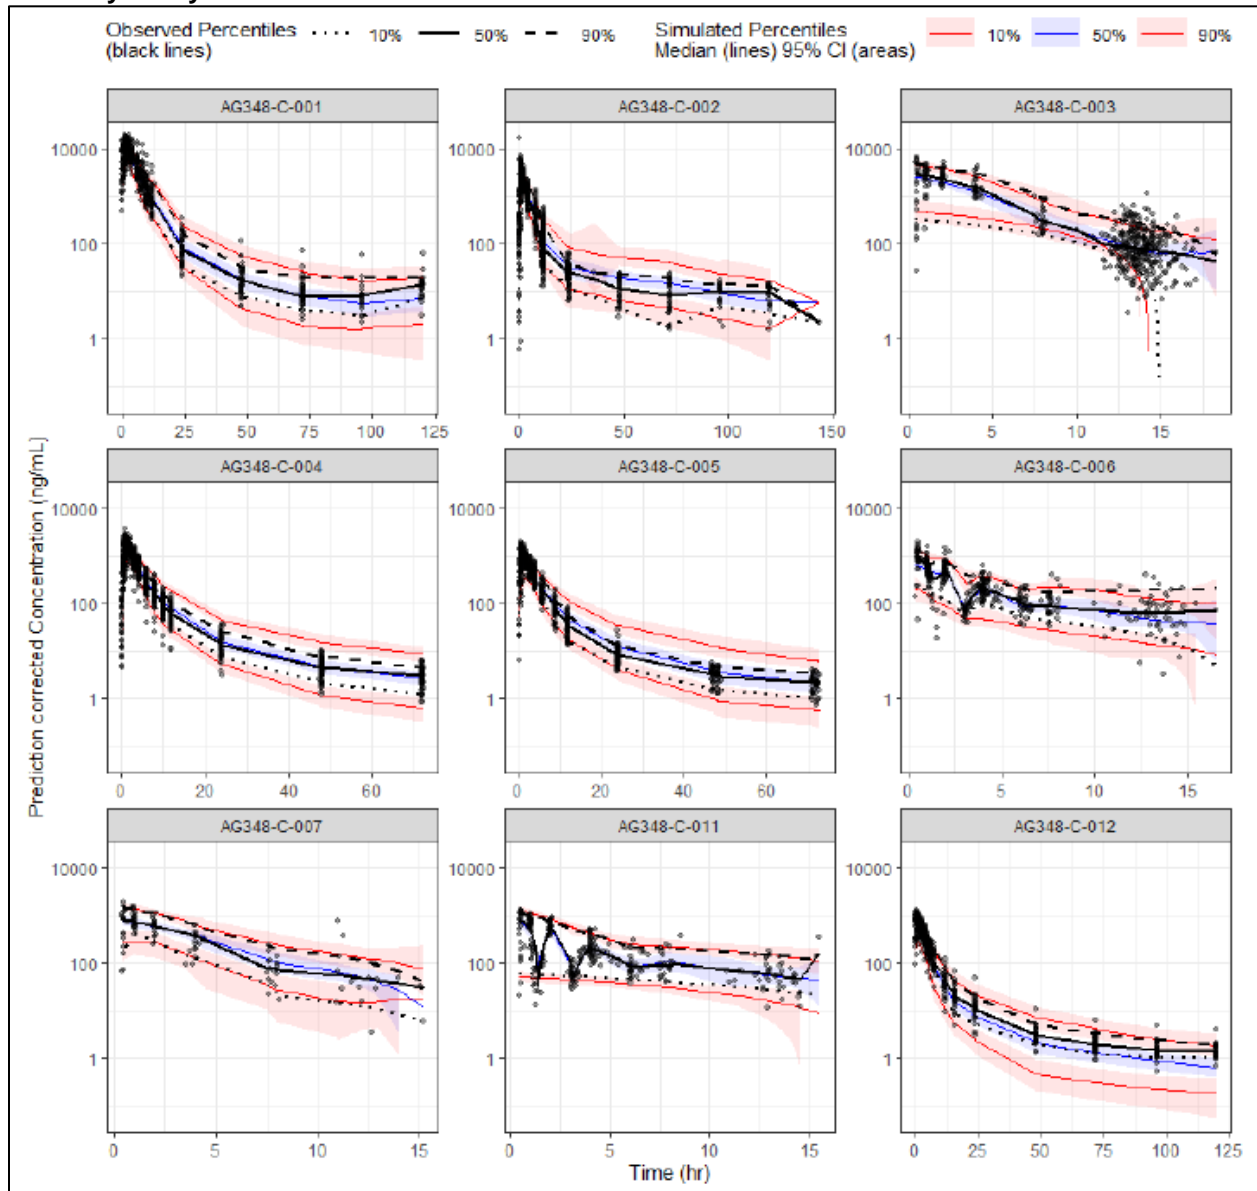 Observed Percentiles
(black lines)
10% 50% 90%
Simulated Percentiles
Median (lines) 95% CI (areas)
10% 50% 90%
AG348-C-001 AG348-C-002 AG348-C-003
10000 10000 10000
100 100 100
1 1 1
0 25 50 75 100 125 0 50 100 150 0 5 10 15
AG348-C-004 AG348-C-005 AG348-C-006
10000 10000 10000
100 100 100
1 1 1
0 20 40 60 0 20 40 60 0 5 10 15
AG348-C-007 AG348-C-011 AG348-C-012
10000 10000 10000
100 100 100
1 1 1
0 5 10 15 0 5 10 15 0 25 50 75 100 125
Prediction corrected Concentration (ng/mL)
Time (hr)